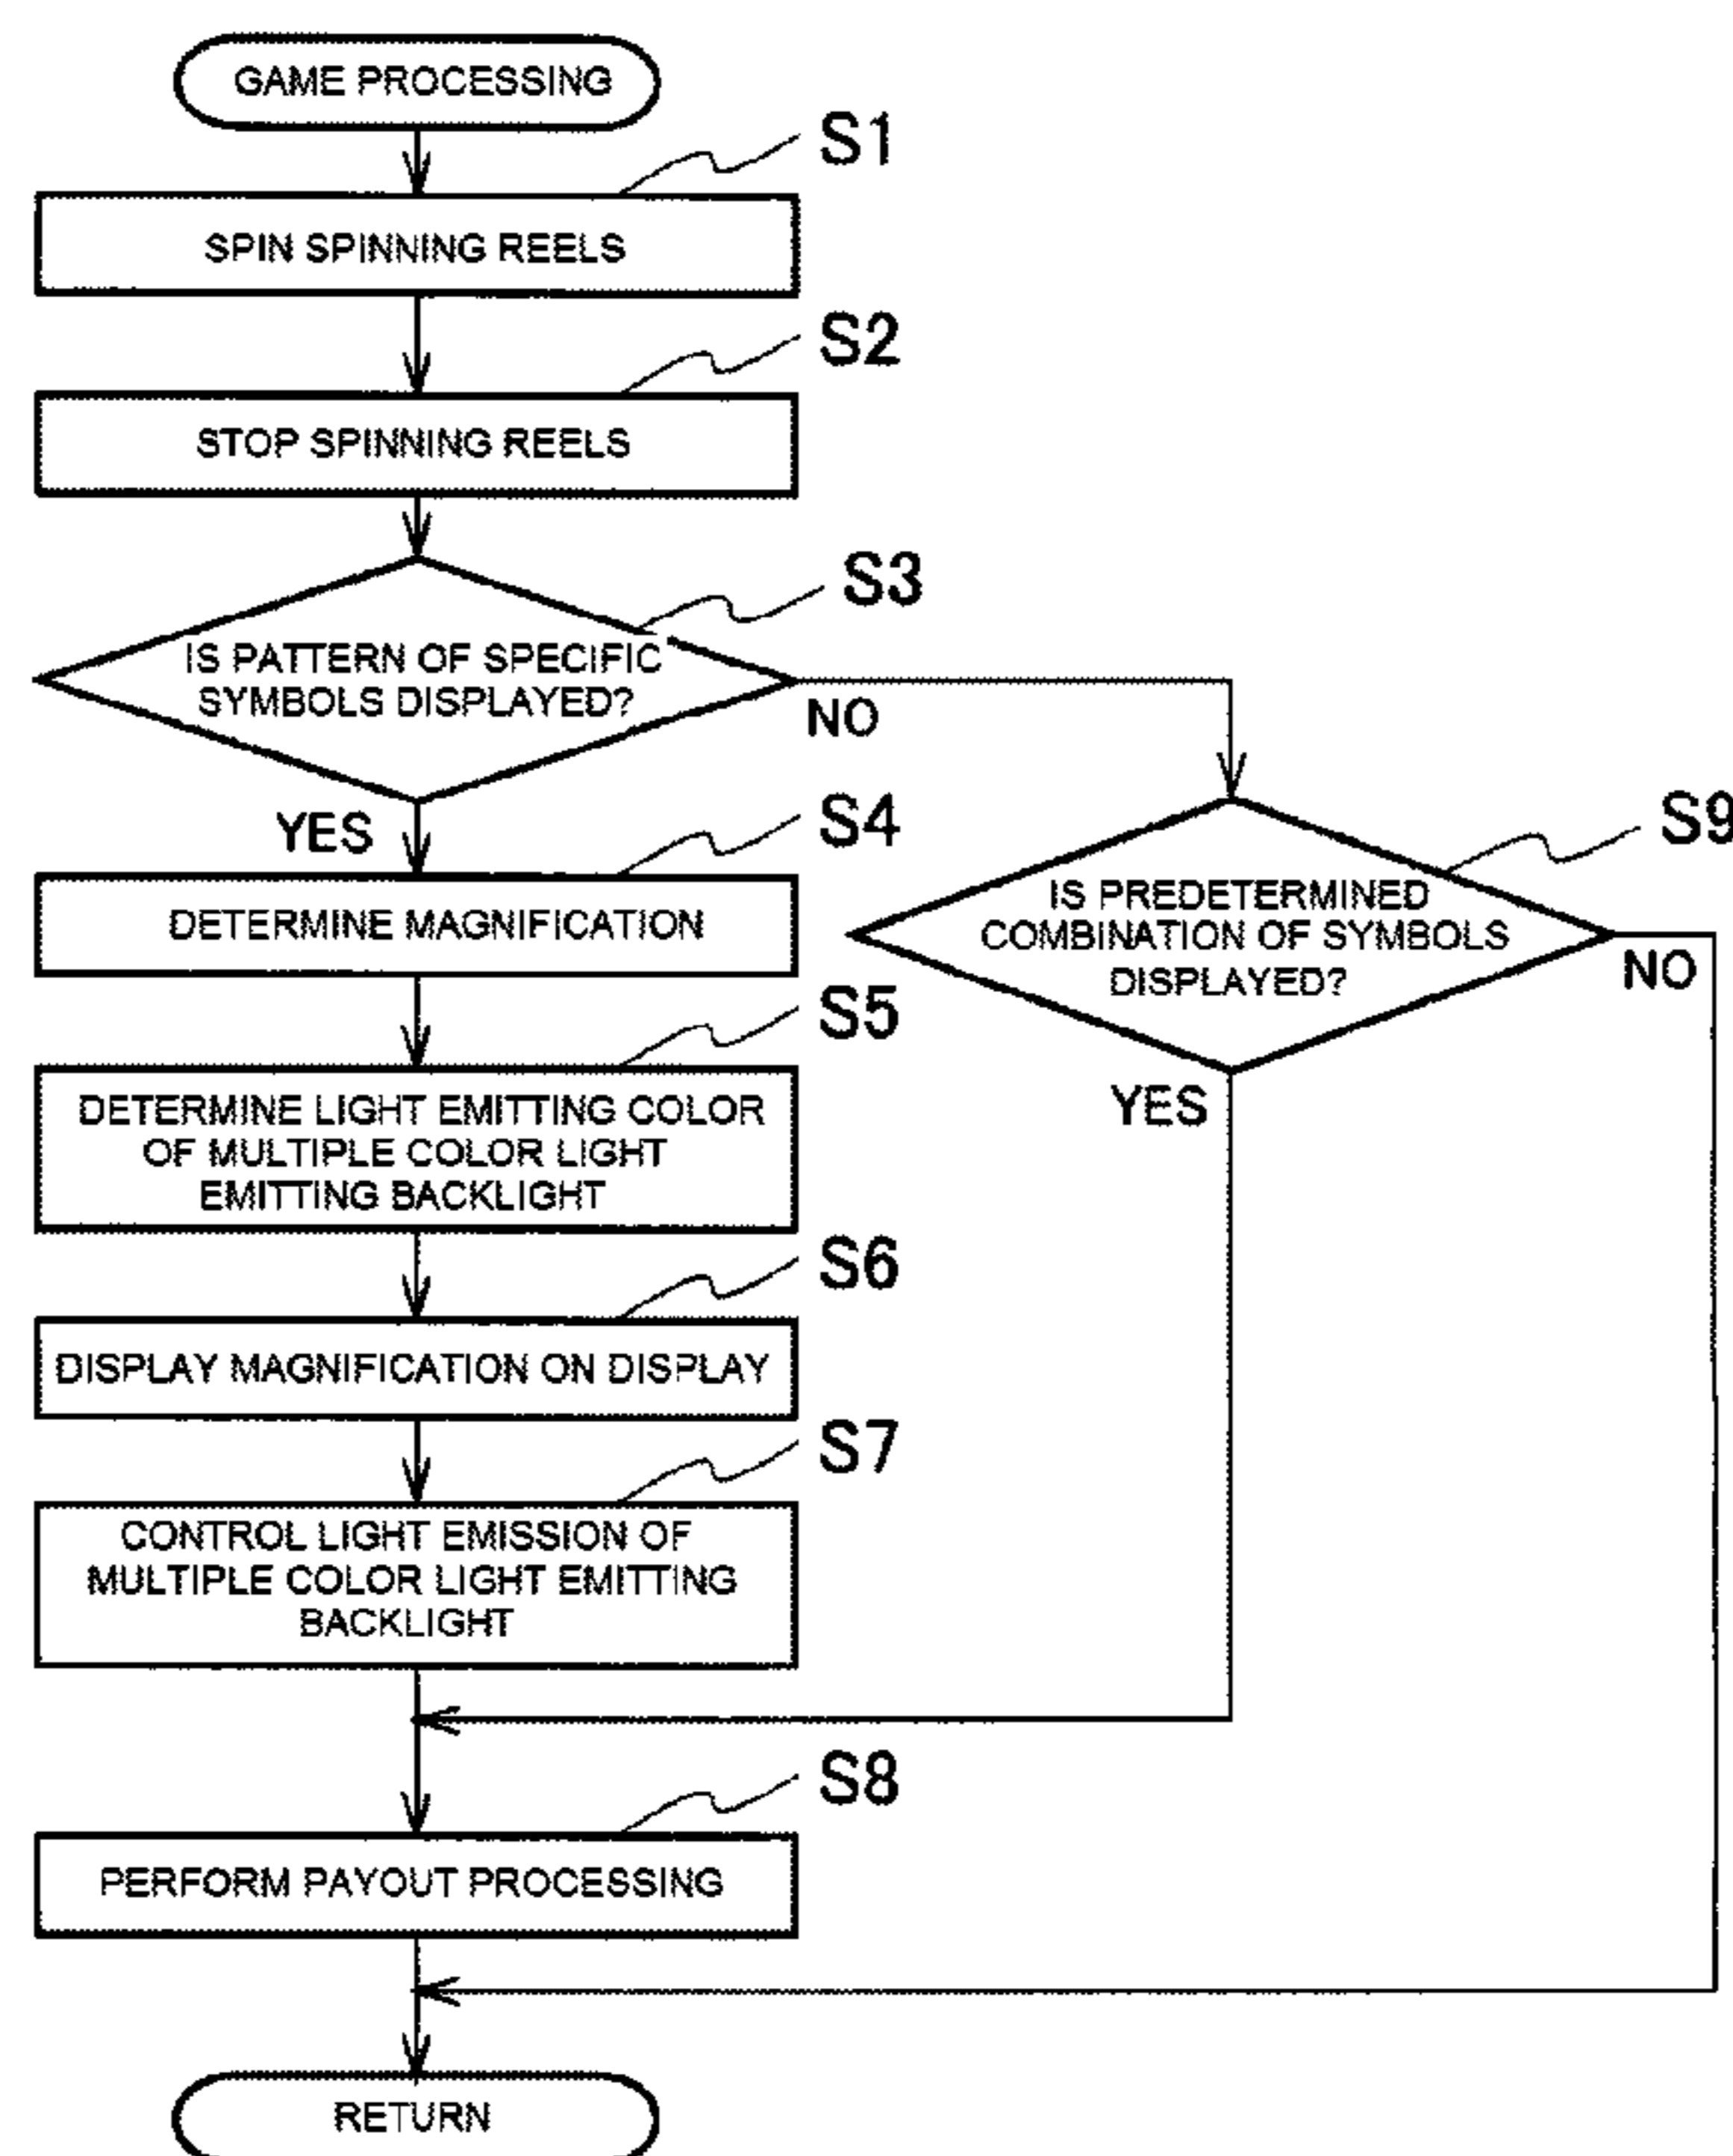 GAME PROCESSING
S1
SPIN SPINNING REELS
S2
STOP SPINNING REELS
S3
IS PATTERN OF SPECIFIC
SYMBOLS DISPLAYED?
NO
YES
S4
DETERMINE MAGNIFICATION
S9
IS PREDETERMINED
COMBINATION OF SYMBOLS
DISPLAYED?
NO
YES
S5
DETERMINE LIGHT EMITTING COLOR
OF MULTIPLE COLOR LIGHT
EMITTING BACKLIGHT
S6
DISPLAY MAGNIFICATION ON DISPLAY
S7
CONTROL LIGHT EMISSION OF
MULTIPLE COLOR LIGHT EMITTING
BACKLIGHT
S8
PERFORM PAYOUT PROCESSING
RETURN